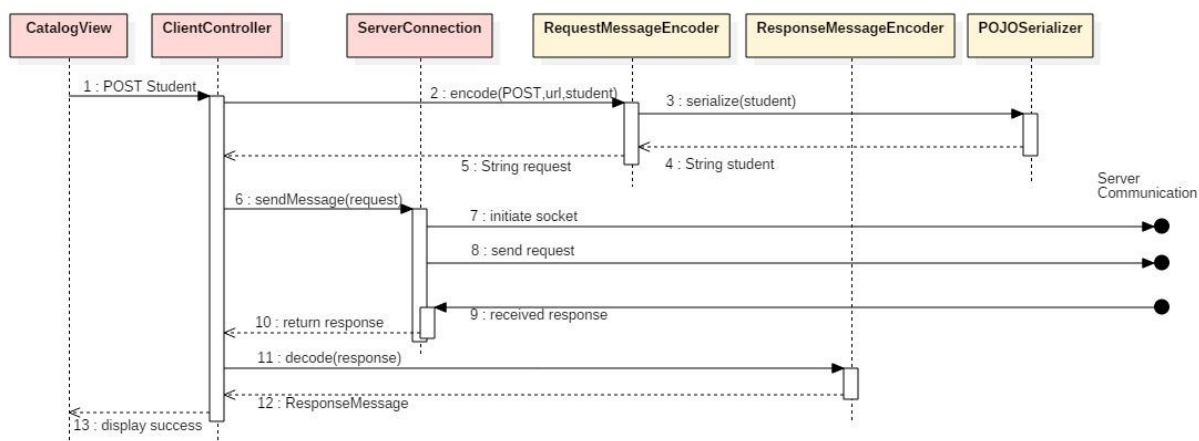 CatalogView
ClientController
ServerConnection
RequestMessageEncoder
ResponseMessageEncoder
POJOSerializer
1 : POST Student
2 : encode(POST,url,student)
3 : serialize(student)
4 : String student
5 : String request
Server
Communication
6 : sendMessage(request)
7 : initiate socket
8 : send request
9 : received response
10 : return response
11 : decode(response)
12 : ResponseMessage
13 : display success